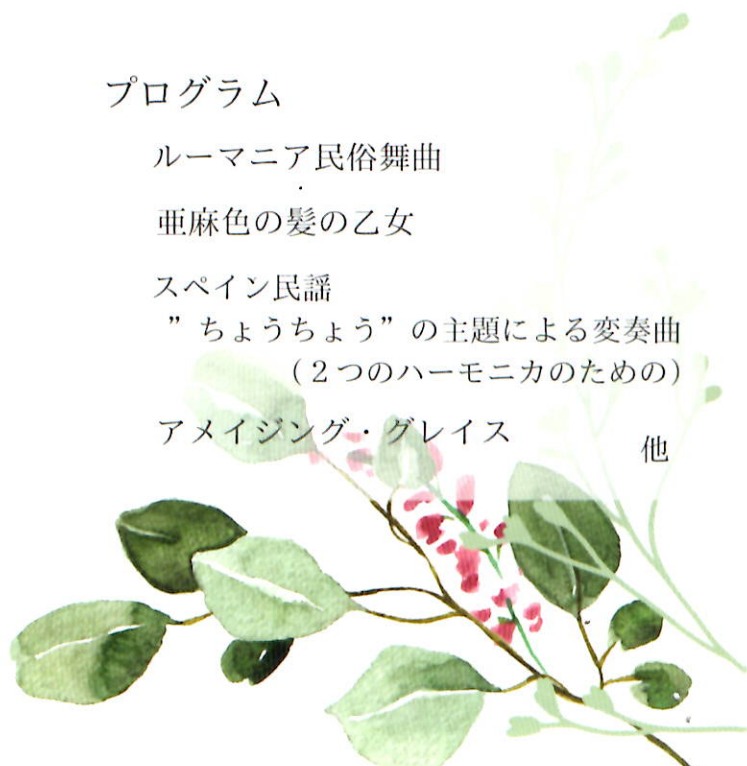 プログラム
ルーマニア民俗舞曲
亜麻色の髪の乙女
スペイン民謡
”ちょうちょう”の主題による変奏曲
（２つのハーモニカのための）
アメイジング・グレイス
他